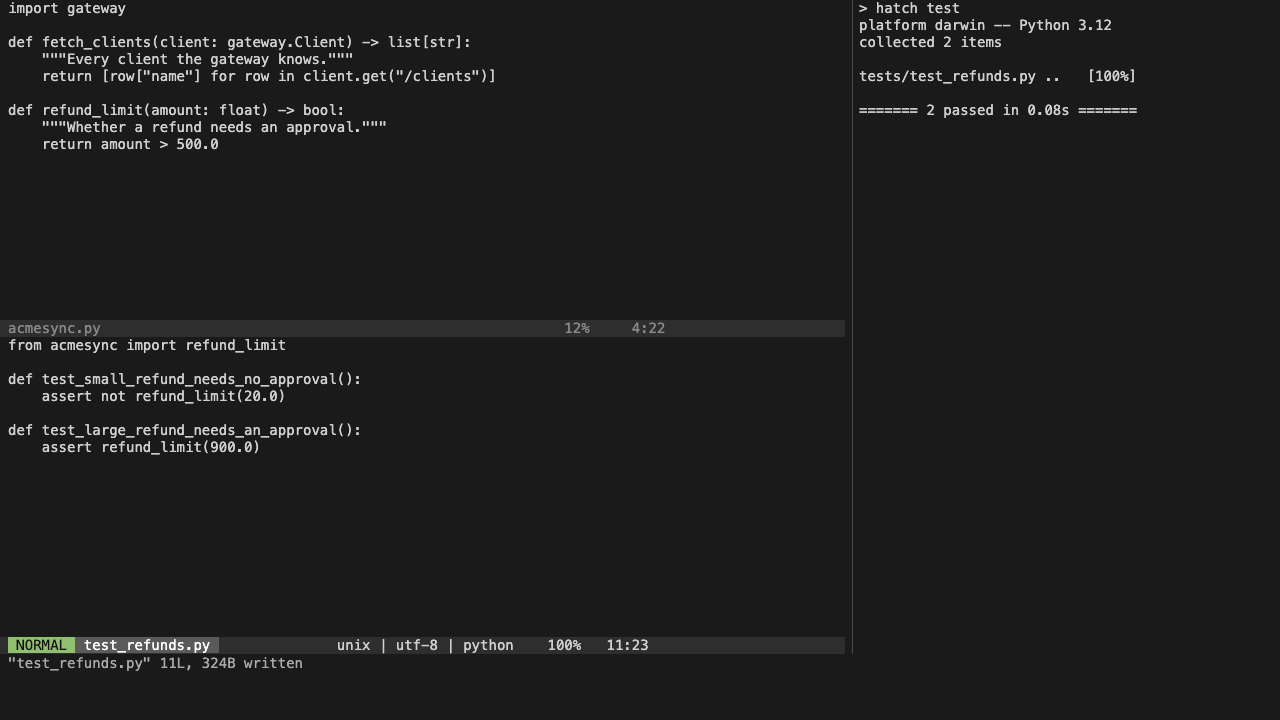 import gateway
def fetch_clients(client: gateway.Client) -> list[str]:
    """Every client the gateway knows."""
    return [row["name"] for row in client.get("/clients")]
def refund_limit(amount: float) -> bool:
    """Whether a refund needs an approval."""
    return amount > 500.0
acmesync.py 12% 4:22
from acmesync import refund_limit
def test_small_refund_needs_no_approval():
    assert not refund_limit(20.0)
def test_large_refund_needs_an_approval():
    assert refund_limit(900.0)
NORMAL test_refunds.py unix | utf-8 | python 100% 11:23
"test_refunds.py" 11L, 324B written
> hatch test
platform darwin -- Python 3.12
collected 2 items
tests/test_refunds.py .. [100%]
======= 2 passed in 0.08s =======